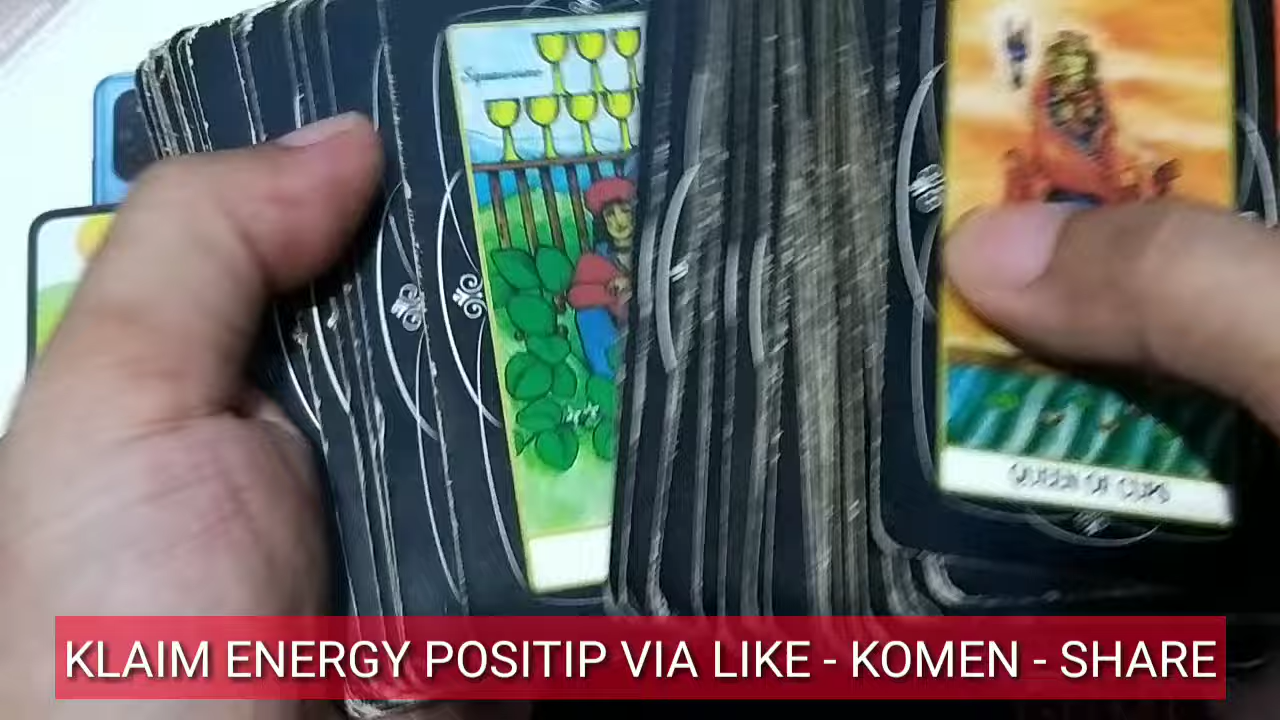 QUEEN OF CUPS
KLAIM ENERGY POSITIP VIA LIKE - KOMEN - SHARE